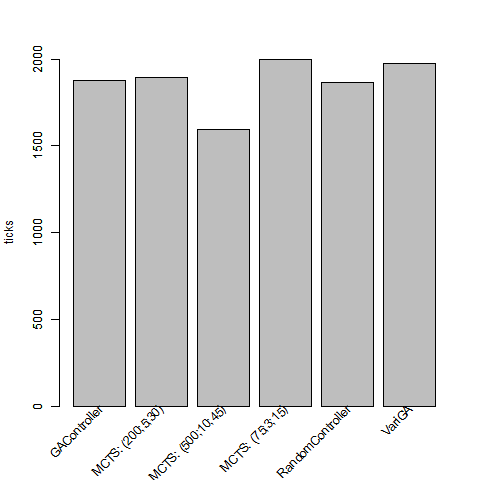 2000
1500
1000
500
0
ticks
GAController
MCTS: (200;5;30)
MCTS: (500;10;45)
MCTS: (75;3;15)
RandomController
VariGA